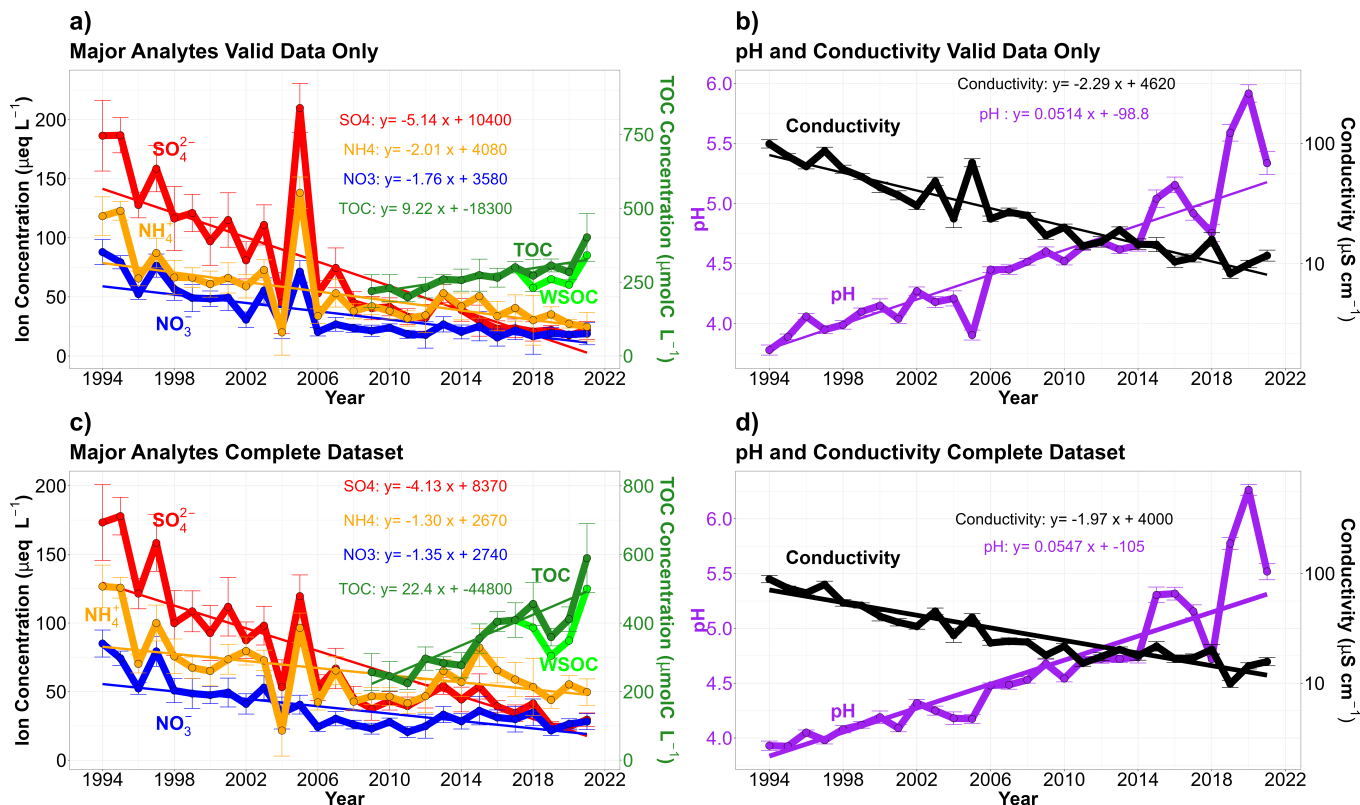 a)
Major Analytes Valid Data Only
Ion Concentration (μeq L⁻¹)
200
150
100
50
0
SO₄²⁻
NH₄
NO₃⁻
SO4: y= -5.14 x + 10400
NH4: y= -2.01 x + 4080
NO3: y= -1.76 x + 3580
TOC: y= 9.22 x + -18300
TOC
WSOC
750
500
250
0
TOC Concentration (μmolC L⁻¹)
1994 1998 2002 2006 2010 2014 2018 2022
Year
b)
pH and Conductivity Valid Data Only
pH
6.0
5.5
5.0
4.5
4.0
Conductivity: y= -2.29 x + 4620
pH : y= 0.0514 x + -98.8
Conductivity
pH
100
10
Conductivity (μS cm⁻¹)
1994 1998 2002 2006 2010 2014 2018 2022
Year
c)
Major Analytes Complete Dataset
Ion Concentration (μeq L⁻¹)
200
150
100
50
0
SO₄²⁻
NH₄⁺
NO₃⁻
SO4: y= -4.13 x + 8370
NH4: y= -1.30 x + 2670
NO3: y= -1.35 x + 2740
TOC: y= 22.4 x + -44800
TOC
WSOC
800
600
400
200
0
TOC Concentration (μmolC L⁻¹)
1994 1998 2002 2006 2010 2014 2018 2022
Year
d)
pH and Conductivity Complete Dataset
pH
6.0
5.5
5.0
4.5
4.0
Conductivity: y= -1.97 x + 4000
pH: y= 0.0547 x + -105
Conductivity
pH
100
10
Conductivity (μS cm⁻¹)
1994 1998 2002 2006 2010 2014 2018 2022
Year